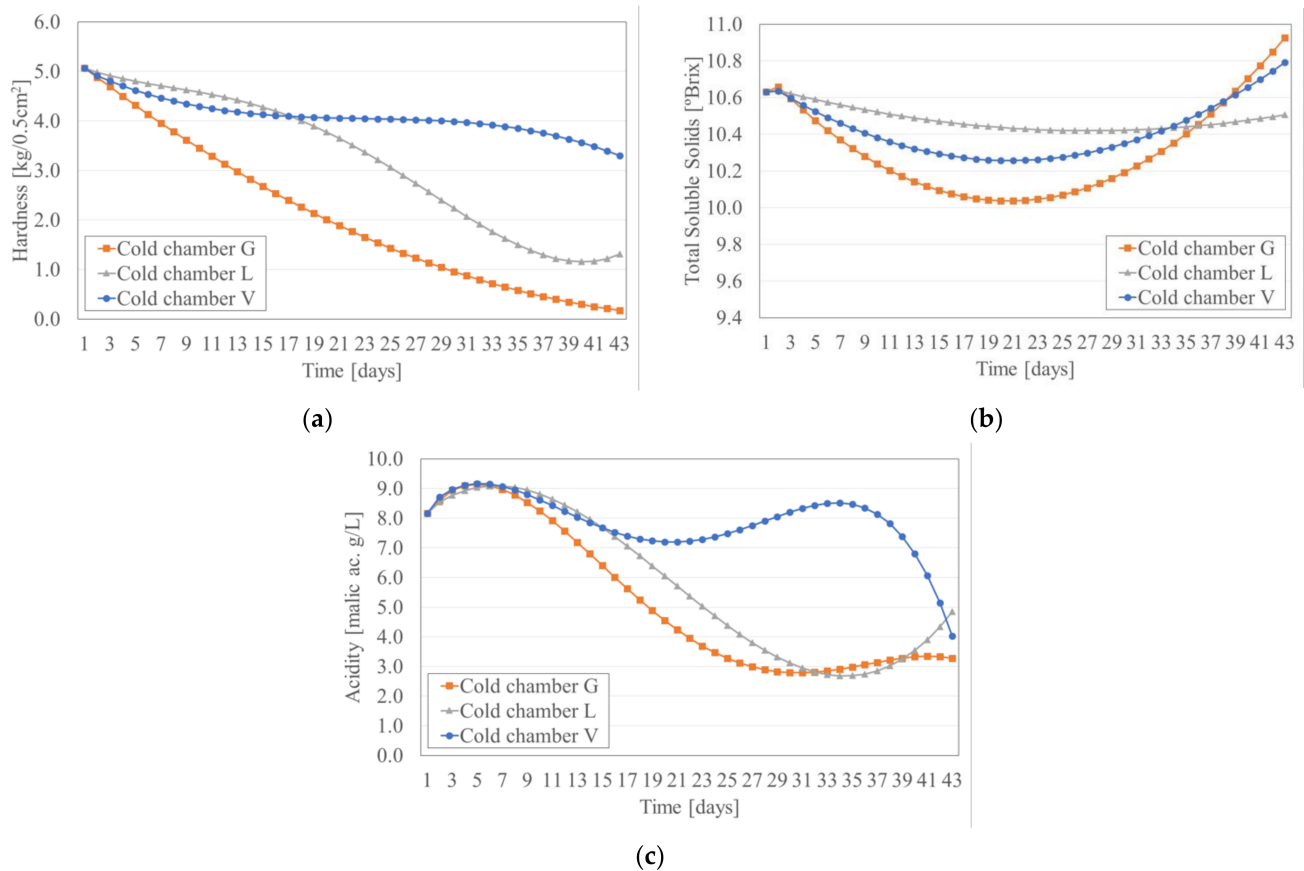 6.0
5.0
4.0
3.0
2.0
1.0
0.0
Hardness [kg/0.5cm²]
Cold chamber G
Cold chamber L
Cold chamber V
1 3 5 7 9 11 13 15 17 19 21 23 25 27 29 31 33 35 37 39 41 43
Time [days]
(a)
11.0
10.8
10.6
10.4
10.2
10.0
9.8
9.6
9.4
Total Soluble Solids [ºBrix]
Cold chamber G
Cold chamber L
Cold chamber V
1 3 5 7 9 11 13 15 17 19 21 23 25 27 29 31 33 35 37 39 41 43
Time [days]
(b)
10.0
9.0
8.0
7.0
6.0
5.0
4.0
3.0
2.0
1.0
0.0
Acidity [malic ac. g/L]
Cold chamber G
Cold chamber L
Cold chamber V
1 3 5 7 9 11 13 15 17 19 21 23 25 27 29 31 33 35 37 39 41 43
Time [days]
(c)